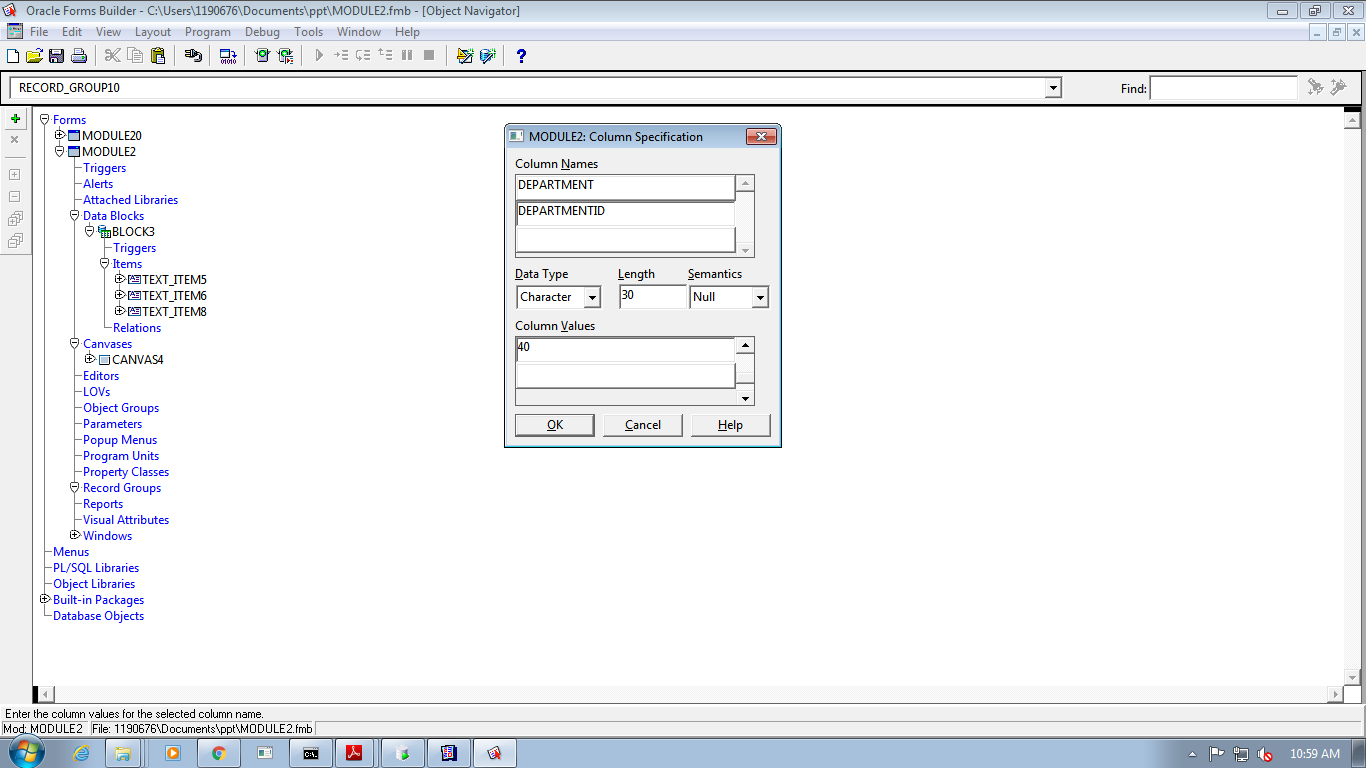 Oracle Forms Builder - C:\Users\1190676\Documents\ppt\MODULE2.fmb - [Object Navigator]
File Edit View Layout Program Debug Tools Window Help
RECORD_GROUP10 Find:
Forms
MODULE20
MODULE2
Triggers
Alerts
Attached Libraries
Data Blocks
BLOCK3
Triggers
Items
TEXT_ITEM5
TEXT_ITEM6
TEXT_ITEM8
Relations
Canvases
CANVAS4
Editors
LOVs
Object Groups
Parameters
Popup Menus
Program Units
Property Classes
Record Groups
Reports
Visual Attributes
Windows
Menus
PL/SQL Libraries
Object Libraries
Built-in Packages
Database Objects
MODULE2: Column Specification
Column Names
DEPARTMENT
DEPARTMENTID
Data Type Length Semantics
Character 30 Null
Column Values
40
OK Cancel Help
Enter the column values for the selected column name.
Mod: MODULE2 File: 1190676\Documents\ppt\MODULE2.fmb
10:59 AM